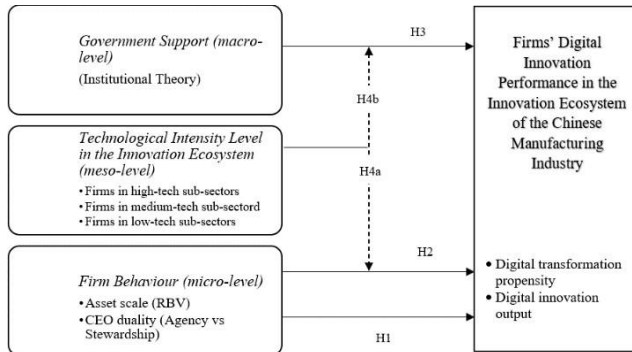 Government Support (macro-
level)
(Institutional Theory)
Technological Intensity Level
in the Innovation Ecosystem
(meso-level)
• Firms in high-tech sub-sectors
• Firms in medium-tech sub-sectord
• Firms in low-tech sub-sectors
Firm Behaviour (micro-level)
• Asset scale (RBV)
• CEO duality (Agency vs
Stewardship)
H3
H4b
H4a
H2
H1
Firms' Digital
Innovation
Performance in the
Innovation Ecosystem
of the Chinese
Manufacturing
Industry
• Digital transformation
propensity
• Digital innovation
output